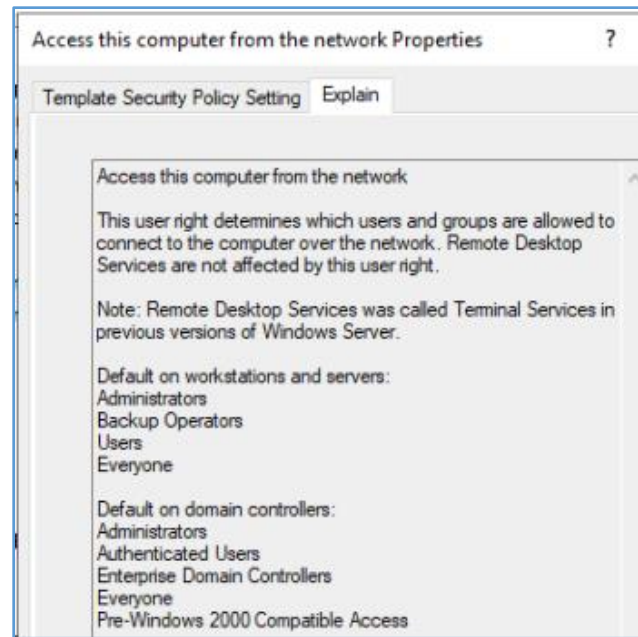 Access this computer from the network Properties ?
Template Security Policy Setting Explain
Access this computer from the network
This user right determines which users and groups are allowed to
connect to the computer over the network. Remote Desktop
Services are not affected by this user right.
Note: Remote Desktop Services was called Terminal Services in
previous versions of Windows Server.
Default on workstations and servers:
Administrators
Backup Operators
Users
Everyone
Default on domain controllers:
Administrators
Authenticated Users
Enterprise Domain Controllers
Everyone
Pre-Windows 2000 Compatible Access